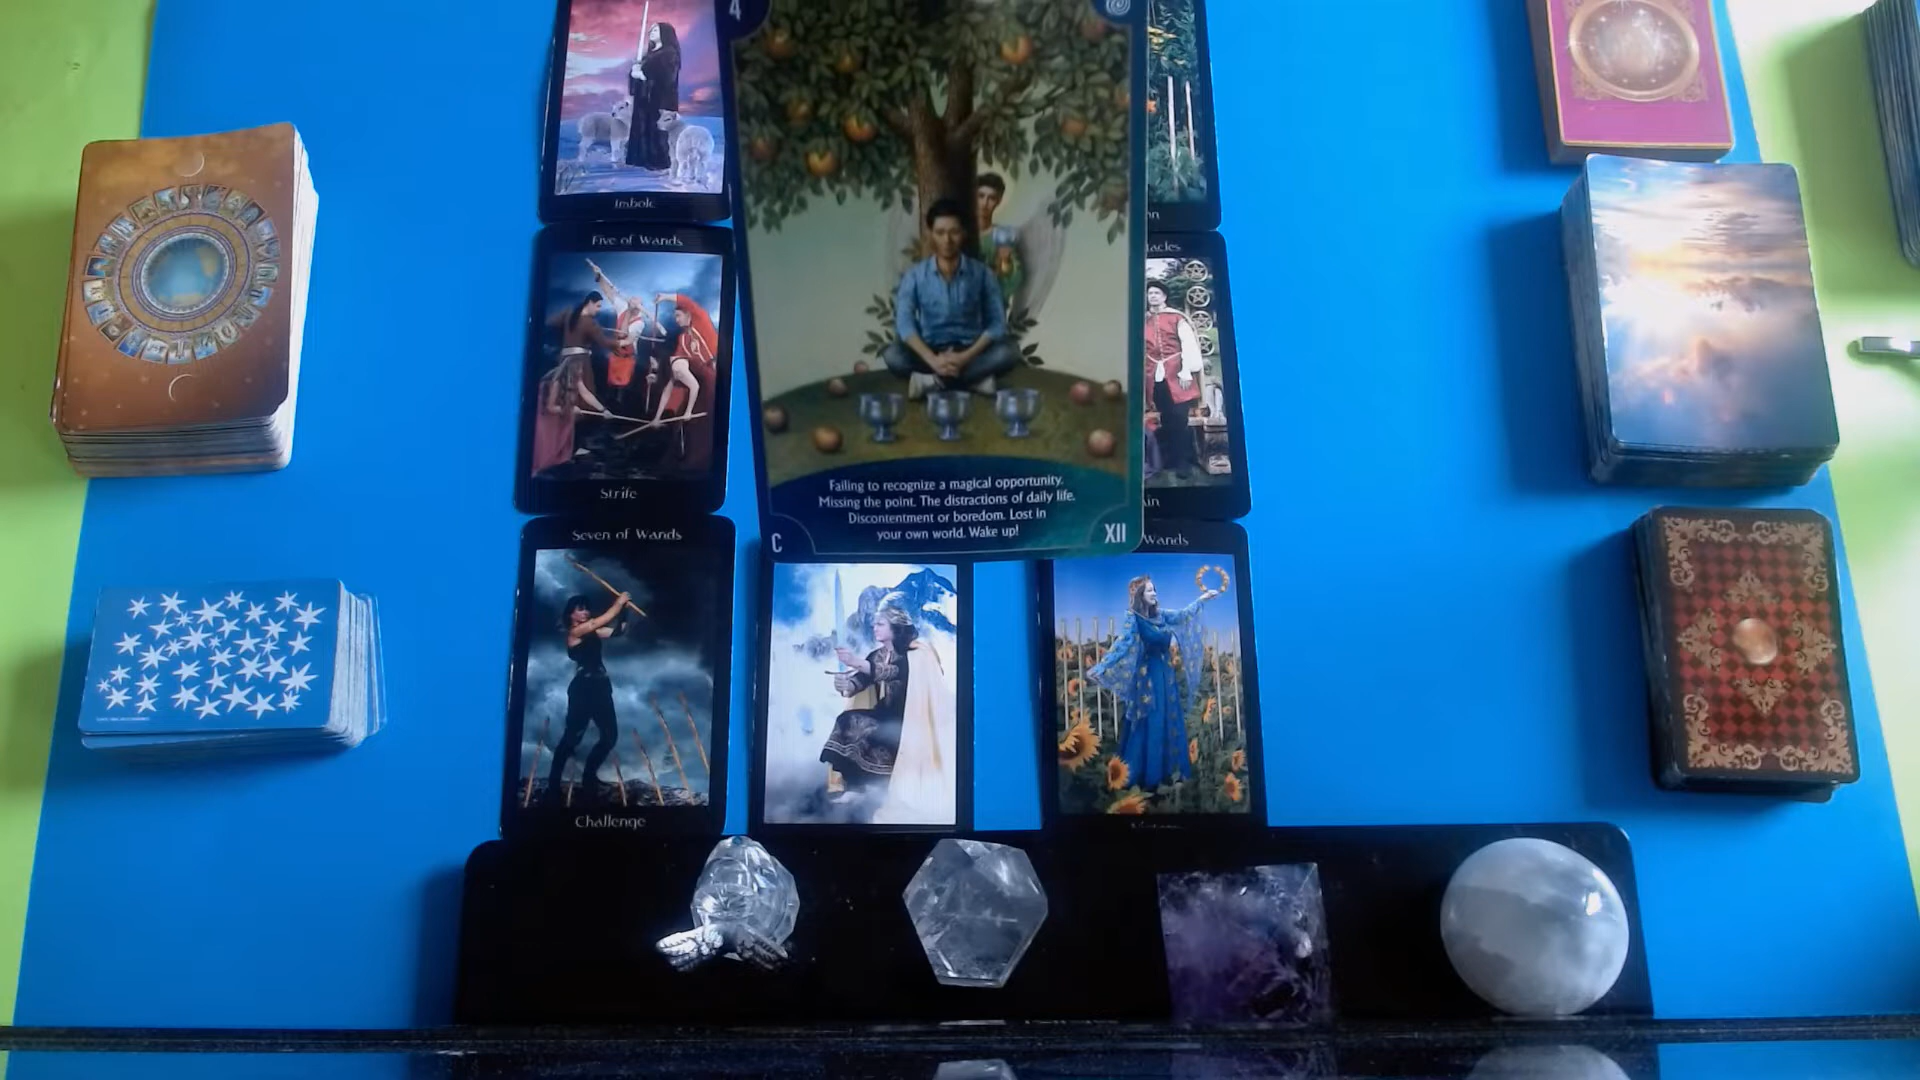 4
Imbolc
Five of Wands
Strife
Failing to recognize a magical opportunity.
Missing the point. The distractions of daily life.
Discontentment or boredom. Lost in
your own world. Wake up!
C
XII
Seven of Wands
Wands
Challenge